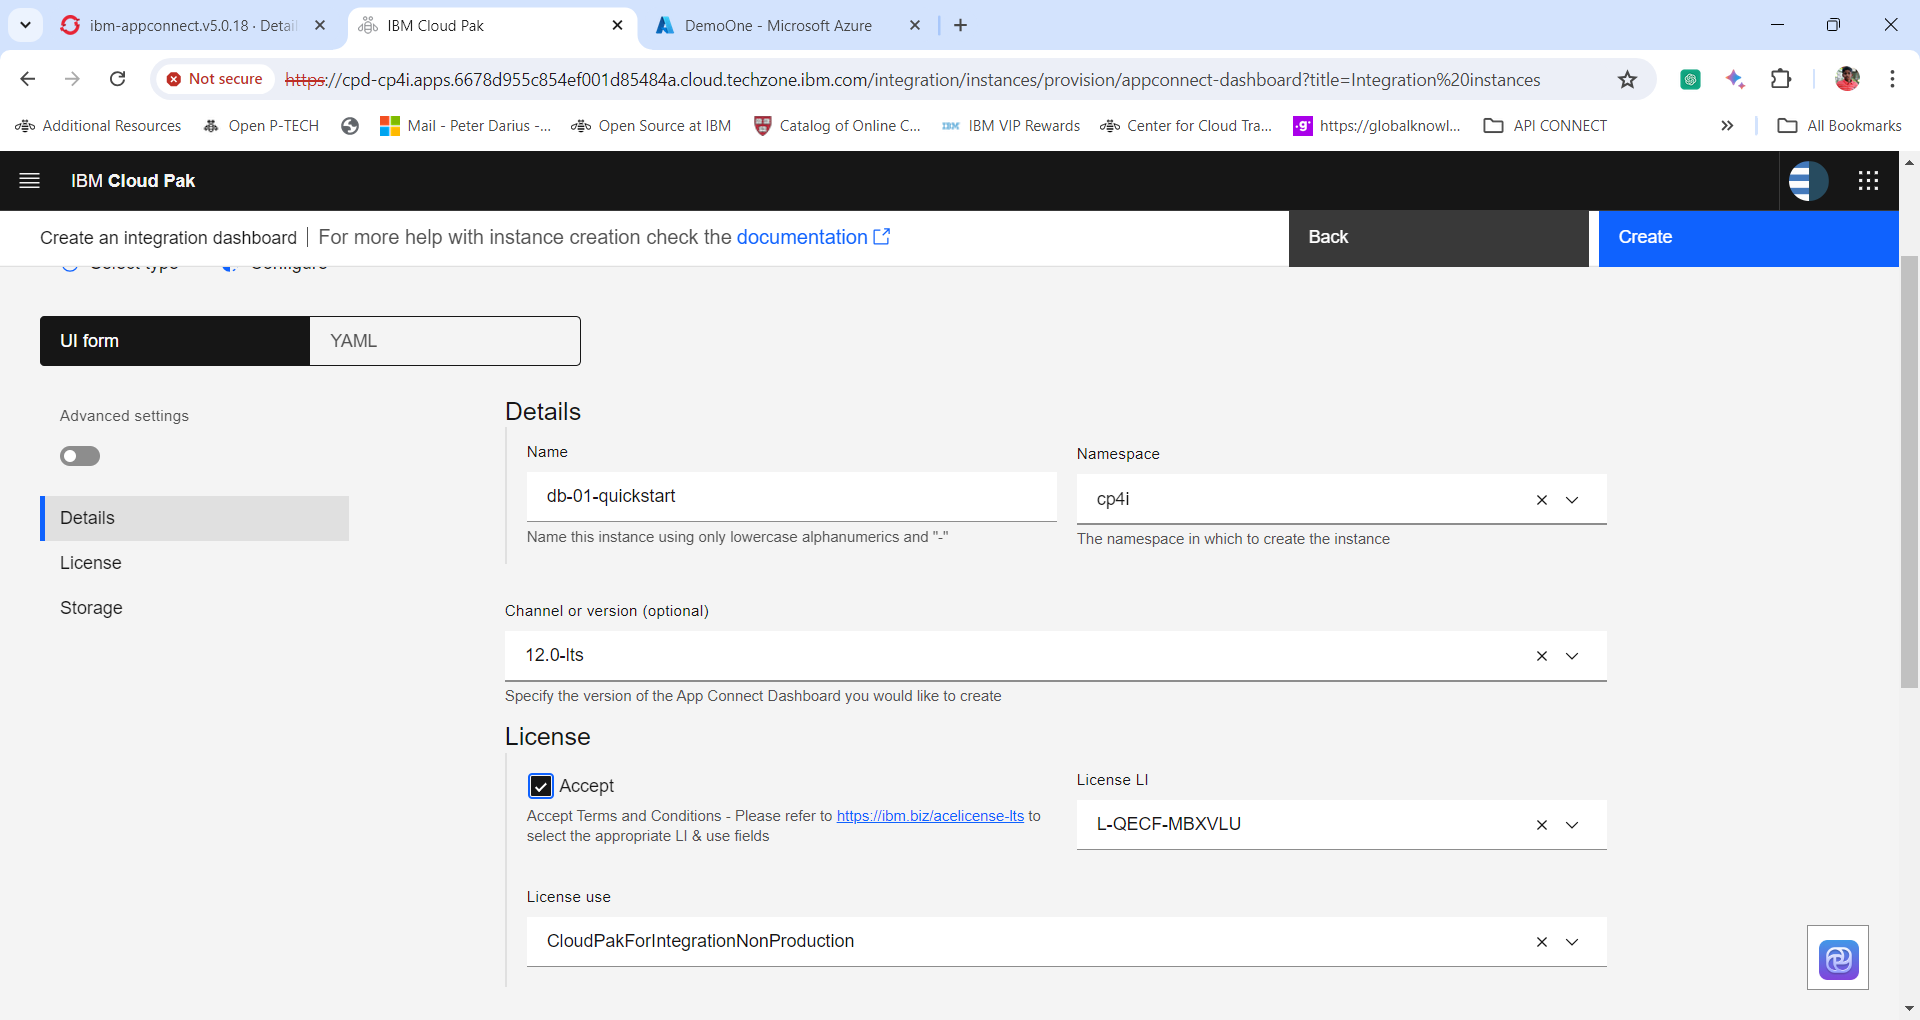 ibm-appconnect.v5.0.18 · Detail
IBM Cloud Pak
DemoOne - Microsoft Azure
Not secure
https://cpd-cp4i.apps.6678d955c854ef001d85484a.cloud.techzone.ibm.com/integration/instances/provision/appconnect-dashboard?title=Integration%20instances
Additional Resources
Open P-TECH
Mail - Peter Darius -...
Open Source at IBM
Catalog of Online C...
IBM VIP Rewards
Center for Cloud Tra...
https://globalknowl...
API CONNECT
All Bookmarks
IBM Cloud Pak
Create an integration dashboard
For more help with instance creation check the documentation
Back
Create
Select type
Configure
UI form
YAML
Advanced settings
Details
License
Storage
Details
Name
db-01-quickstart
Name this instance using only lowercase alphanumerics and "-"
Namespace
cp4i
The namespace in which to create the instance
Channel or version (optional)
12.0-lts
Specify the version of the App Connect Dashboard you would like to create
License
Accept
Accept Terms and Conditions - Please refer to https://ibm.biz/acelicense-lts to
select the appropriate LI & use fields
License LI
L-QECF-MBXVLU
License use
CloudPakForIntegrationNonProduction